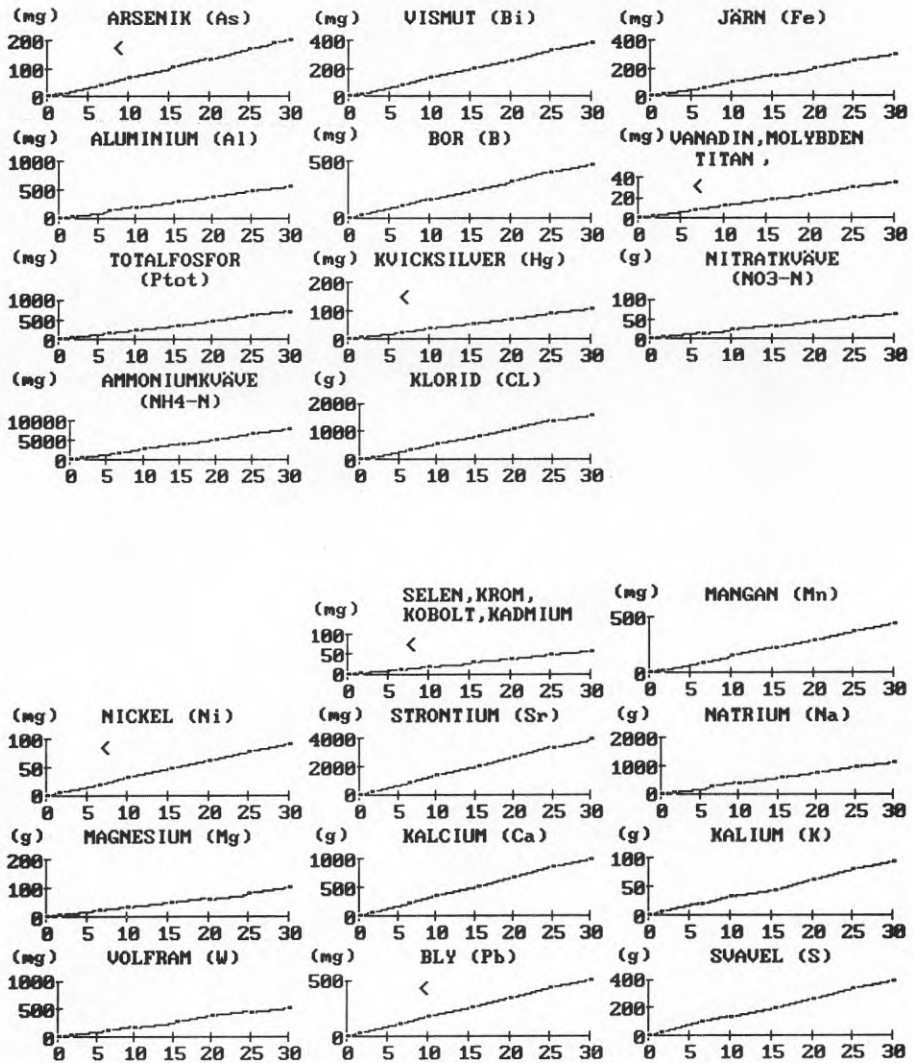 (mg) ARSENIK (As)
200
100
0
<
0 5 10 15 20 25 30
(mg) VISMUT (Bi)
400
200
0
0 5 10 15 20 25 30
(mg) JÄRN (Fe)
400
200
0
0 5 10 15 20 25 30
(mg) ALUMINIUM (Al)
1000
500
0
0 5 10 15 20 25 30
(mg) BOR (B)
500
0
0 5 10 15 20 25 30
(mg) VANADIN,MOLYBDEN
TITAN ,
40
20
0
<
0 5 10 15 20 25 30
(mg) TOTALFOSFOR
(Ptot)
1000
500
0
0 5 10 15 20 25 30
(mg) KVICKSILVER (Hg)
200
100
0
<
0 5 10 15 20 25 30
(g) NITRATKVÄVE
(NO3-N)
100
50
0
0 5 10 15 20 25 30
(mg) AMMONIUMKVÄVE
(NH4-N)
10000
5000
0
0 5 10 15 20 25 30
(g) KLORID (CL)
2000
1000
0
0 5 10 15 20 25 30
(mg) SELEN,KROM,
KOBOLT,KADMIUM
100
50
0
<
0 5 10 15 20 25 30
(mg) MANGAN (Mn)
500
0
0 5 10 15 20 25 30
(mg) NICKEL (Ni)
100
50
0
<
0 5 10 15 20 25 30
(mg) STRONTIUM (Sr)
4000
2000
0
0 5 10 15 20 25 30
(g) NATRIUM (Na)
2000
1000
0
0 5 10 15 20 25 30
(g) MAGNESIUM (Mg)
200
100
0
0 5 10 15 20 25 30
(g) KALCIUM (Ca)
1000
500
0
0 5 10 15 20 25 30
(g) KALIUM (K)
100
50
0
0 5 10 15 20 25 30
(mg) VOLFRAM (W)
1000
500
0
0 5 10 15 20 25 30
(mg) BLY (Pb)
500
0
<
0 5 10 15 20 25 30
(g) SVAVEL (S)
400
200
0
0 5 10 15 20 25 30